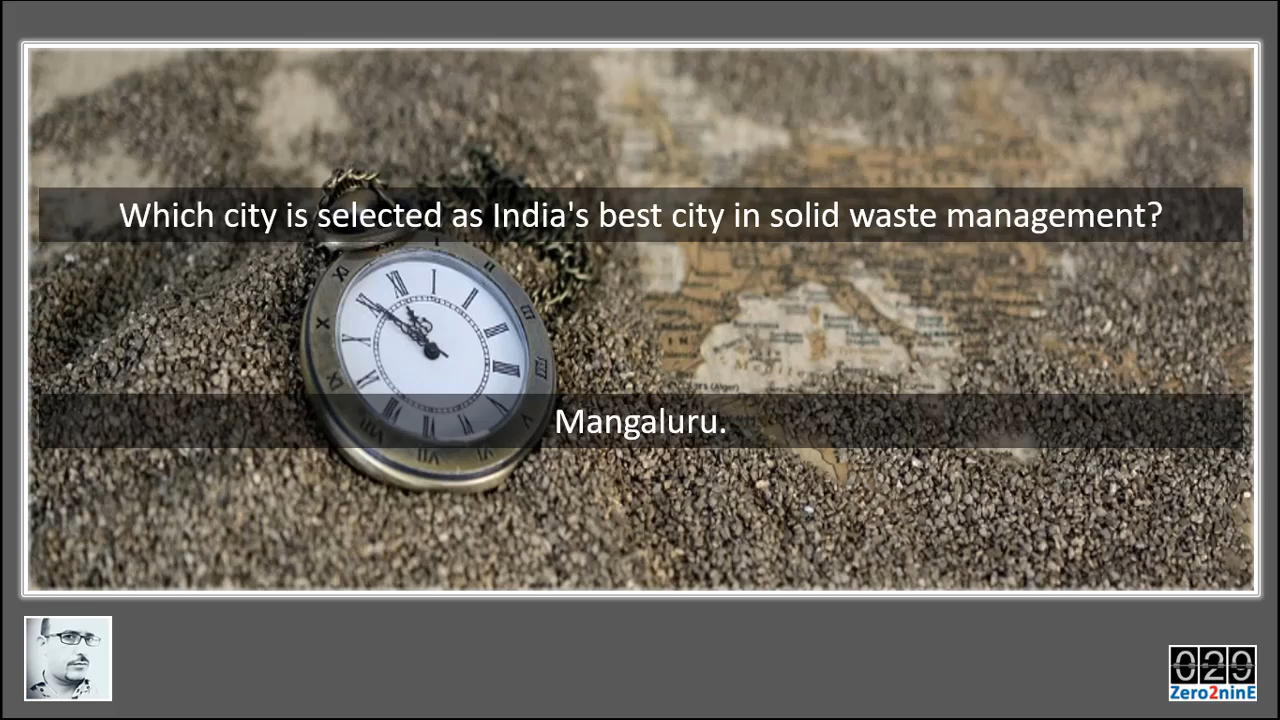 Which city is selected as India's best city in solid waste management?
Mangaluru.
029
Zero2ninE